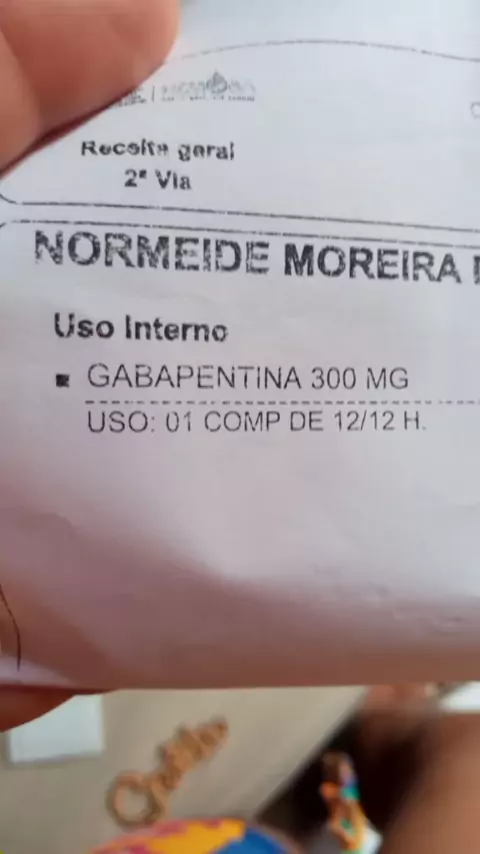 Receita geral
2ª Via
NORMEIDE MOREIRA
Uso Interno
GABAPENTINA 300 MG
USO: 01 COMP DE 12/12 H.